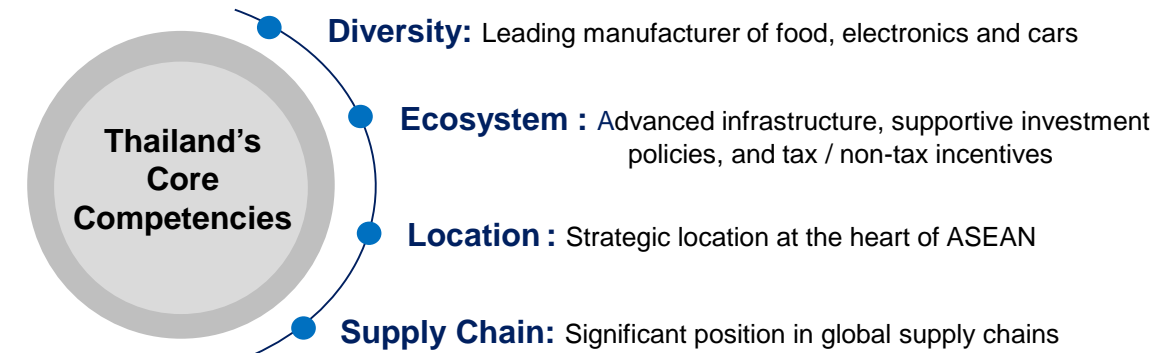 Thailand's
Core
Competencies
Diversity: Leading manufacturer of food, electronics and cars
Ecosystem : Advanced infrastructure, supportive investment
policies, and tax / non-tax incentives
Location : Strategic location at the heart of ASEAN
Supply Chain: Significant position in global supply chains